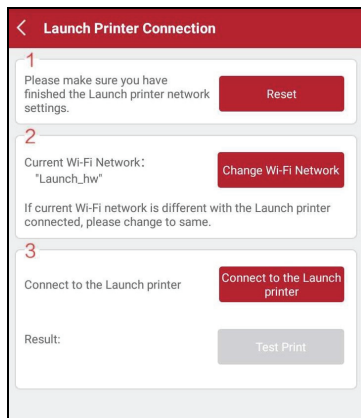 Launch Printer Connection
1
Please make sure you have
finished the Launch printer network
settings.
Reset
2
Current Wi-Fi Network:
"Launch_hw"
Change Wi-Fi Network
If current Wi-Fi network is different with the Launch printer
connected, please change to same.
3
Connect to the Launch printer
Connect to the Launch
printer
Result:
Test Print